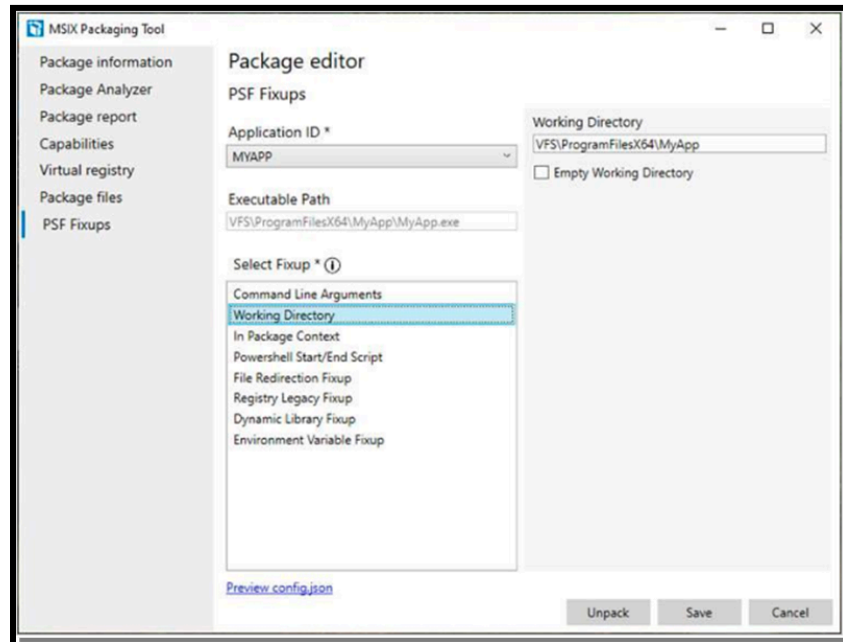 MSIX Packaging Tool
Package information
Package Analyzer
Package report
Capabilities
Virtual registry
Package files
PSF Fixups
Package editor
PSF Fixups
Application ID *
MYAPP
Executable Path
VFS\ProgramFilesX64\MyApp\MyApp.exe
Select Fixup *
Command Line Arguments
Working Directory
In Package Context
Powershell Start/End Script
File Redirection Fixup
Registry Legacy Fixup
Dynamic Library Fixup
Environment Variable Fixup
Preview config.json
Working Directory
VFS\ProgramFilesX64\MyApp
Empty Working Directory
Unpack
Save
Cancel